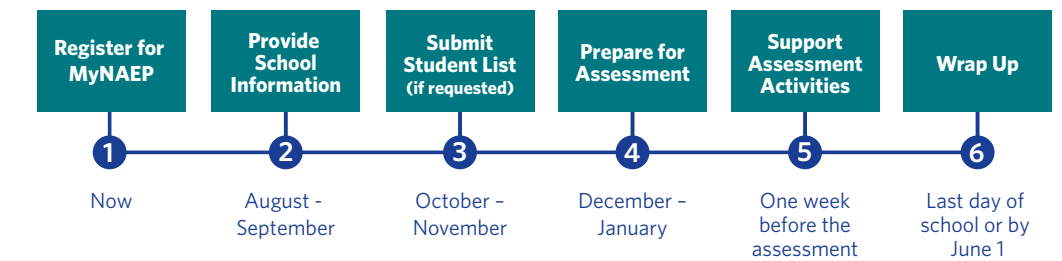 Register for
MyNAEP
Provide
School
Information
Submit
Student List
(if requested)
Prepare for
Assessment
Support
Assessment
Activities
Wrap Up
1
2
3
4
5
6
Now
August -
September
October –
November
December –
January
One week
before the
assessment
Last day of
school or by
June 1